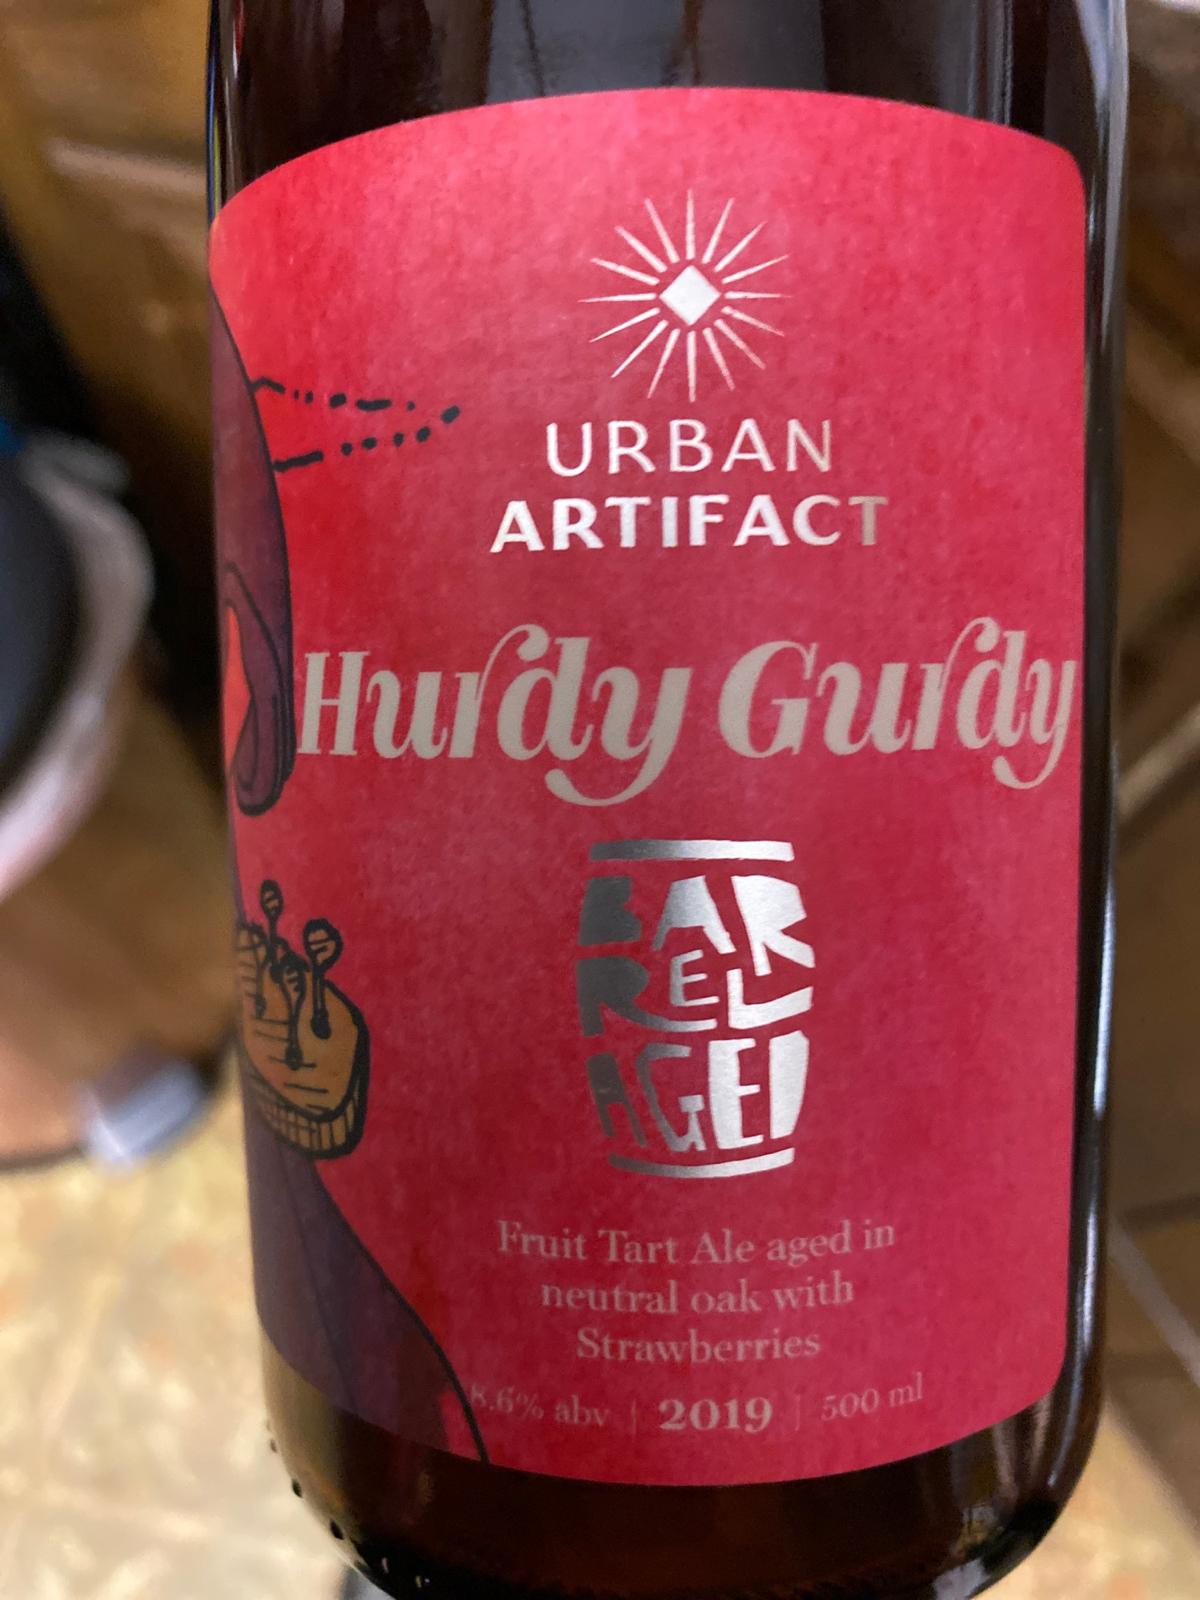 URBAN
ARTIFACT
Hurdy Gurdy
BAR
REL
AGED
Fruit Tart Ale aged in
neutral oak with
Strawberries
8.6% abv | 2019 | 500 ml